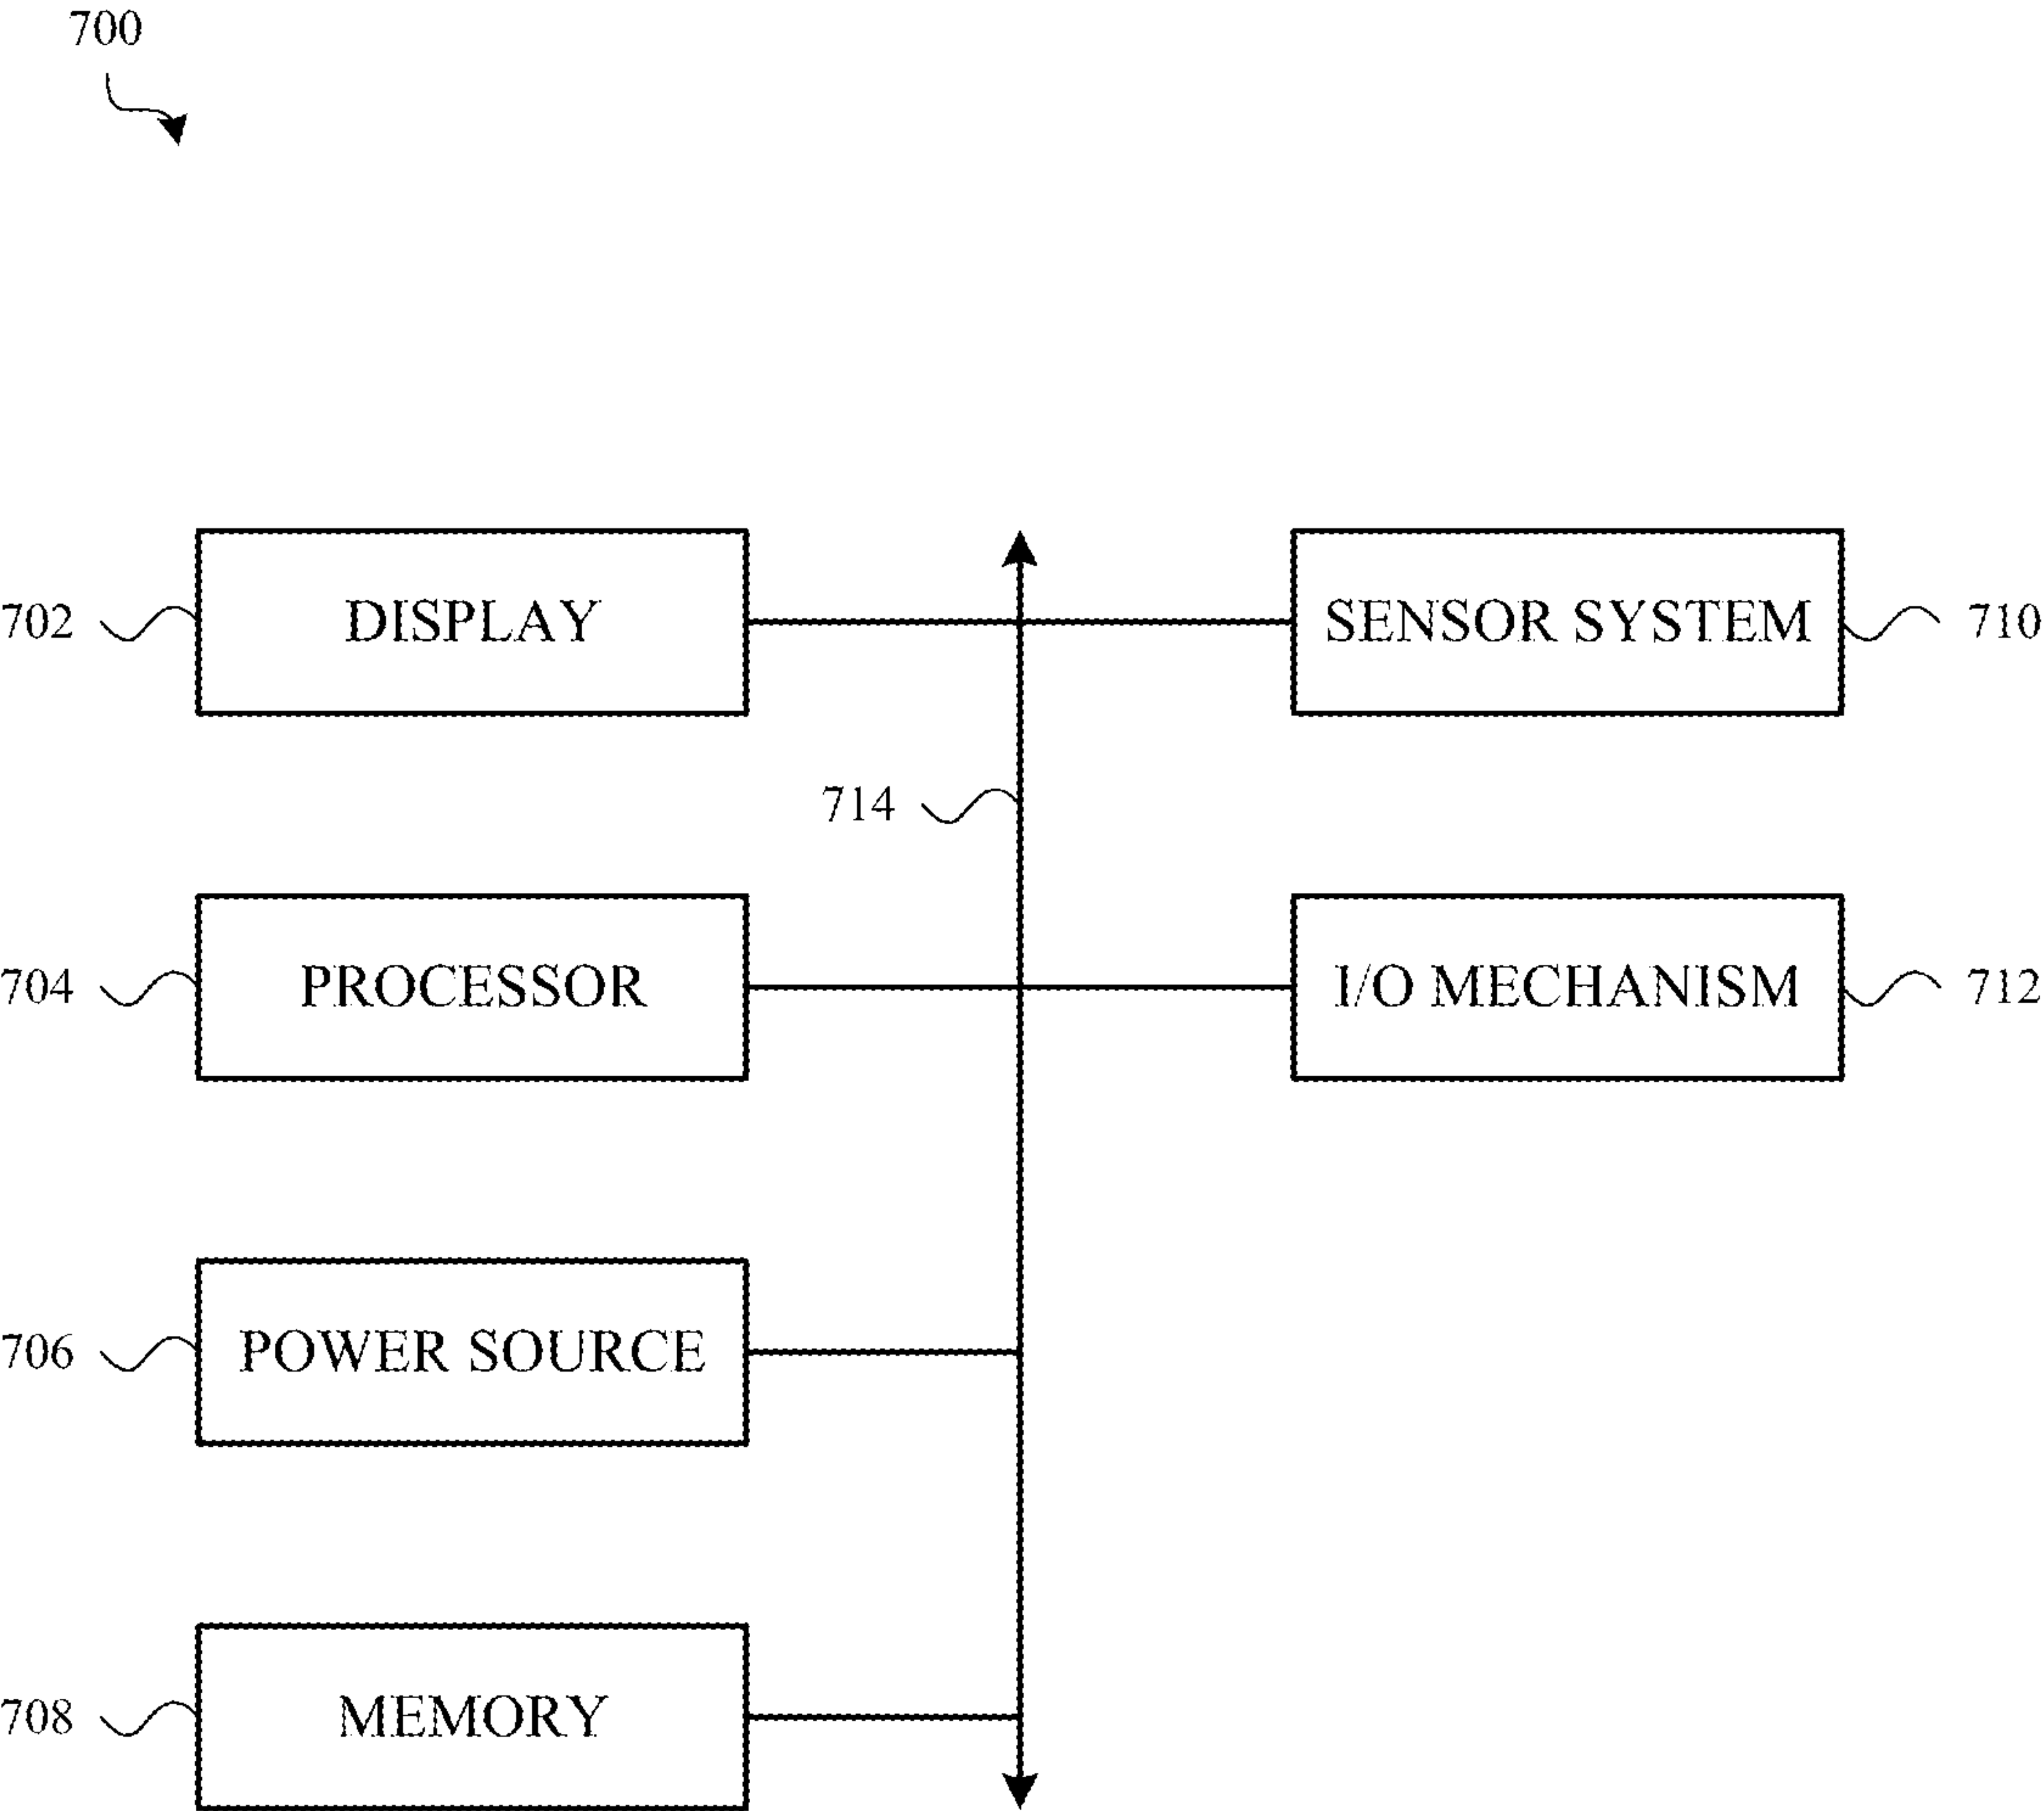 700
702 DISPLAY SENSOR SYSTEM 710
714
704 PROCESSOR I/O MECHANISM 712
706 POWER SOURCE
708 MEMORY